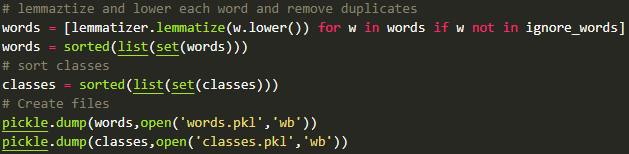 # lemmaztize and lower each word and remove duplicates
words = [lemmatizer.lemmatize(w.lower()) for w in words if w not in ignore_words]
words = sorted(list(set(words)))
# sort classes
classes = sorted(list(set(classes)))
# Create files
pickle.dump(words,open('words.pkl','wb'))
pickle.dump(classes,open('classes.pkl','wb'))